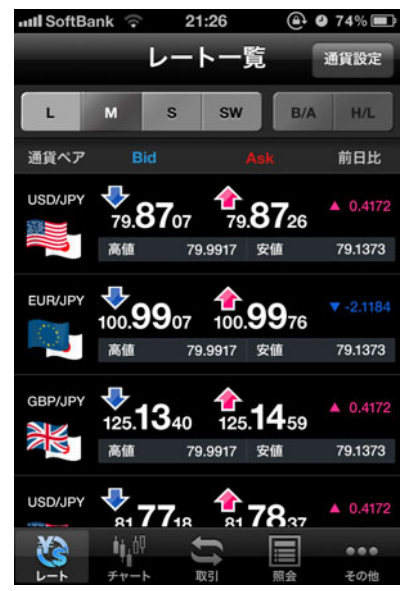 SoftBank 21:26 74%
レート一覧 通貨設定
L M S SW B/A H/L
通貨ペア Bid Ask 前日比
USD/JPY 79.8707 79.8726 ▲ 0.4172
高値 79.9917 安値 79.1373
EUR/JPY 100.9907 100.9976 ▼ -2.1184
高値 79.9917 安値 79.1373
GBP/JPY 125.1340 125.1459 ▲ 0.4172
高値 79.9917 安値 79.1373
USD/JPY 81.7718 81.7837 ▲ 0.4172
レート チャート 取引 照会 その他